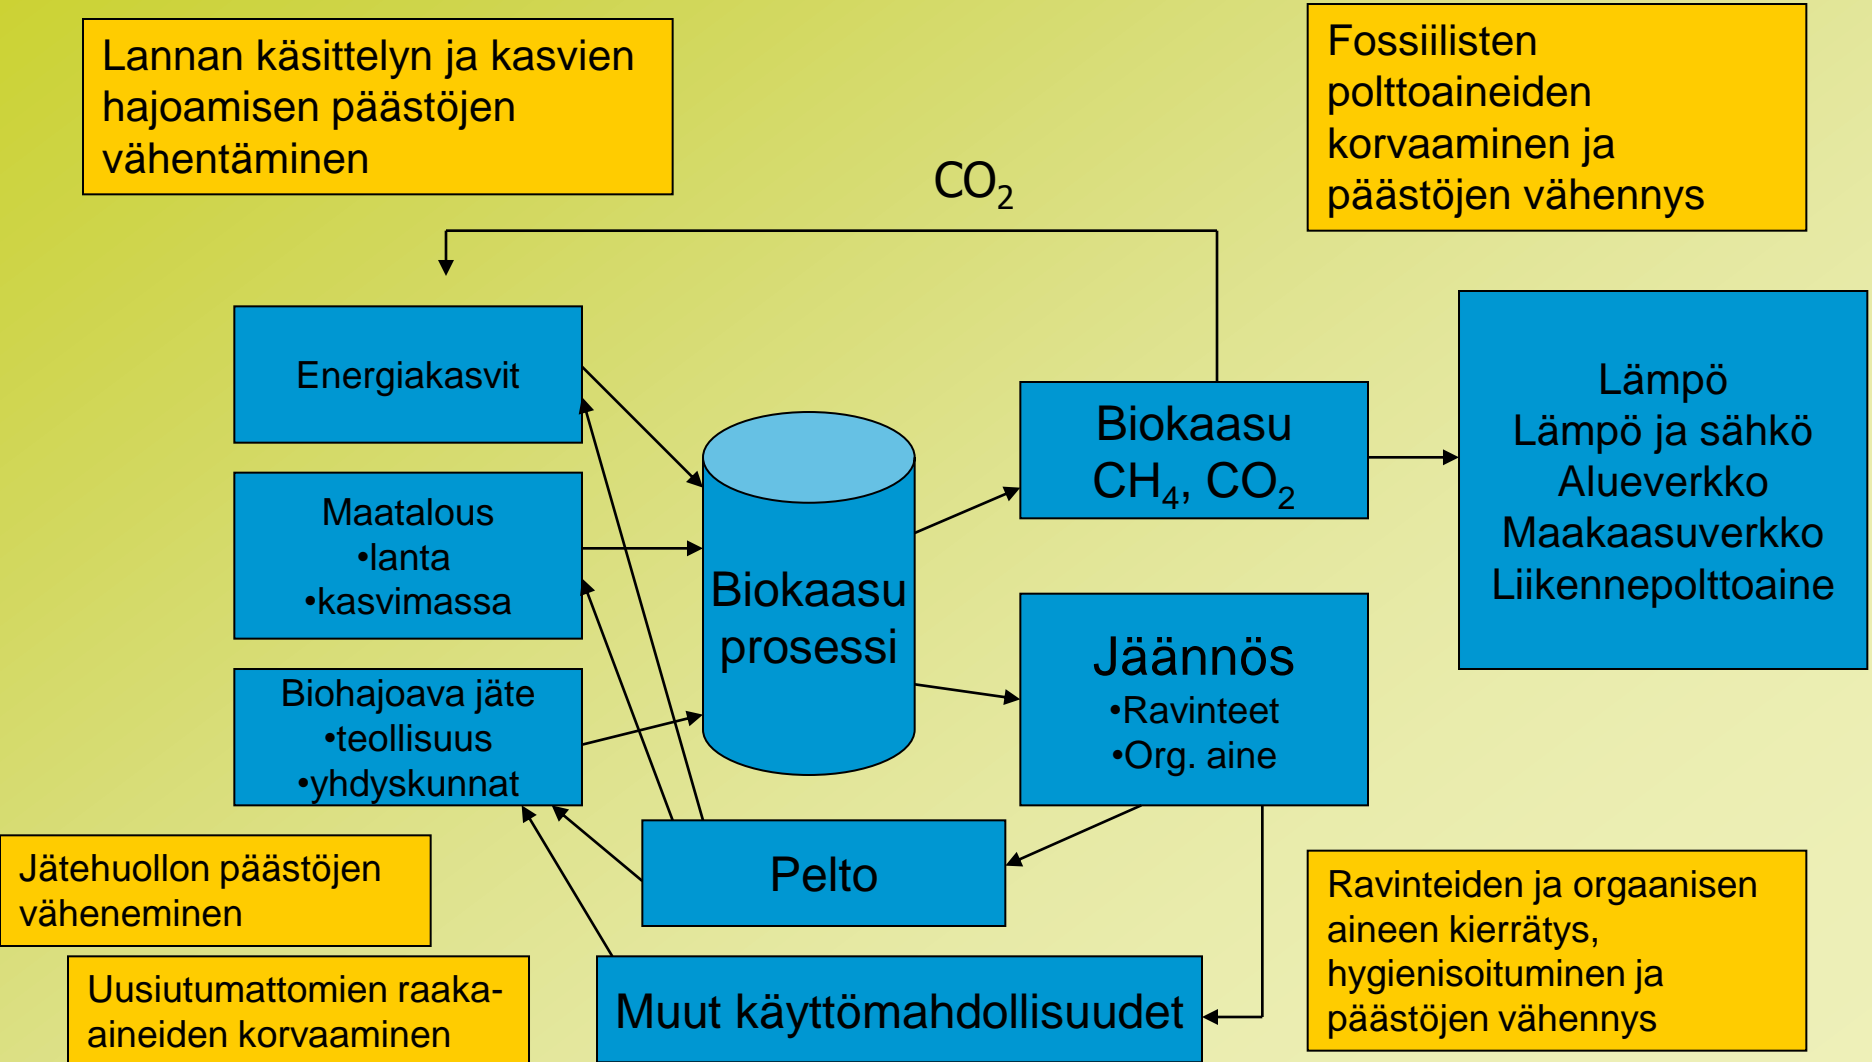 Lannan käsittelyn ja kasvien
hajoamisen päästöjen
vähentäminen
Fossiilisten
polttoaineiden
korvaaminen ja
päästöjen vähennys
CO₂
Energiakasvit
Maatalous
•lanta
•kasvimassa
Biohajoava jäte
•teollisuus
•yhdyskunnat
Biokaasu
prosessi
Biokaasu
CH₄, CO₂
Jäännös
•Ravinteet
•Org. aine
Lämpö
Lämpö ja sähkö
Alueverkko
Maakaasuverkko
Liikennepolttoaine
Pelto
Muut käyttömahdollisuudet
Jätehuollon päästöjen
väheneminen
Uusiutumattomien raaka-
aineiden korvaaminen
Ravinteiden ja orgaanisen
aineen kierrätys,
hygienisoituminen ja
päästöjen vähennys